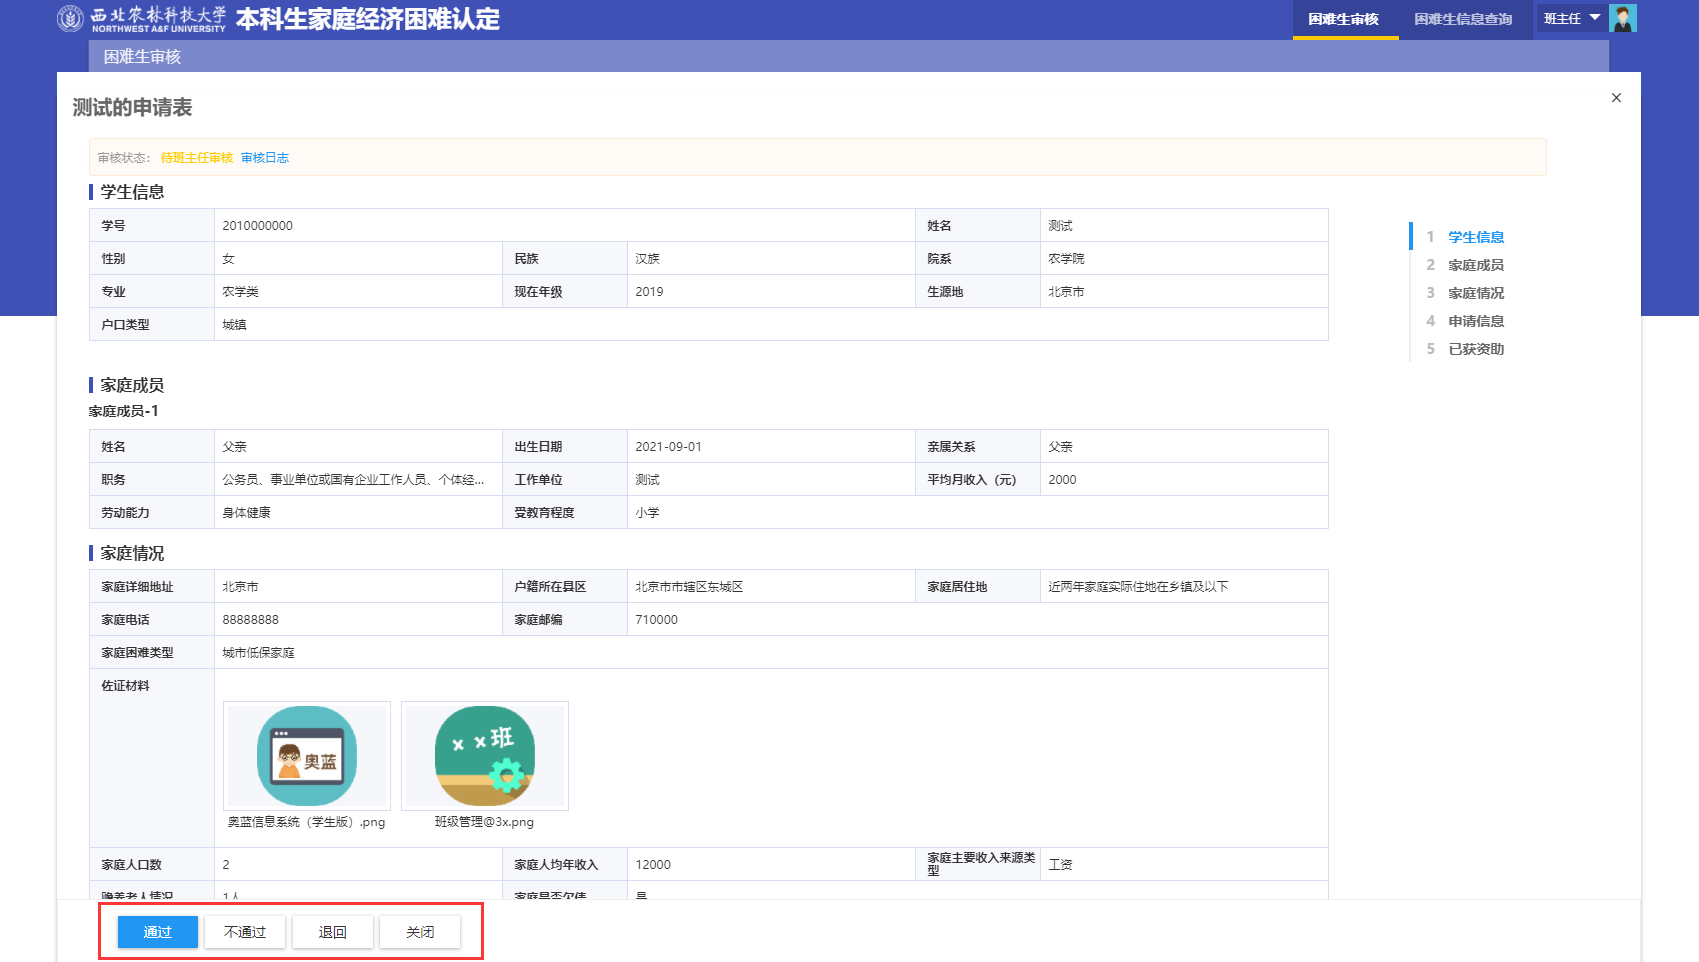 西北农林科技大学
NORTHWEST A&F UNIVERSITY
本科生家庭经济困难认定
困难生审核 困难生信息查询 班主任
困难生审核
测试的申请表 ×
审核状态： 待班主任审核 审核日志
学生信息
学号 2010000000 姓名 测试
性别 女 民族 汉族 院系 农学院
专业 农学类 现在年级 2019 生源地 北京市
户口类型 城镇
1 学生信息
2 家庭成员
3 家庭情况
4 申请信息
5 已获资助
家庭成员
家庭成员-1
姓名 父亲 出生日期 2021-09-01 亲属关系 父亲
职务 公务员、事业单位或国有企业工作人员、个体经... 工作单位 测试 平均月收入（元） 2000
劳动能力 身体健康 受教育程度 小学
家庭情况
家庭详细地址 北京市 户籍所在县区 北京市市辖区东城区 家庭居住地 近两年家庭实际住地在乡镇及以下
家庭电话 88888888 家庭邮编 710000
家庭困难类型 城市低保家庭
佐证材料
奥蓝
x x班
奥蓝信息系统（学生版）.png 班级管理@3x.png
家庭人口数 2 家庭人均年收入 12000 家庭主要收入来源类
型 工资
赡养老人情况 1人 家庭是否欠债 是
通过 不通过 退回 关闭